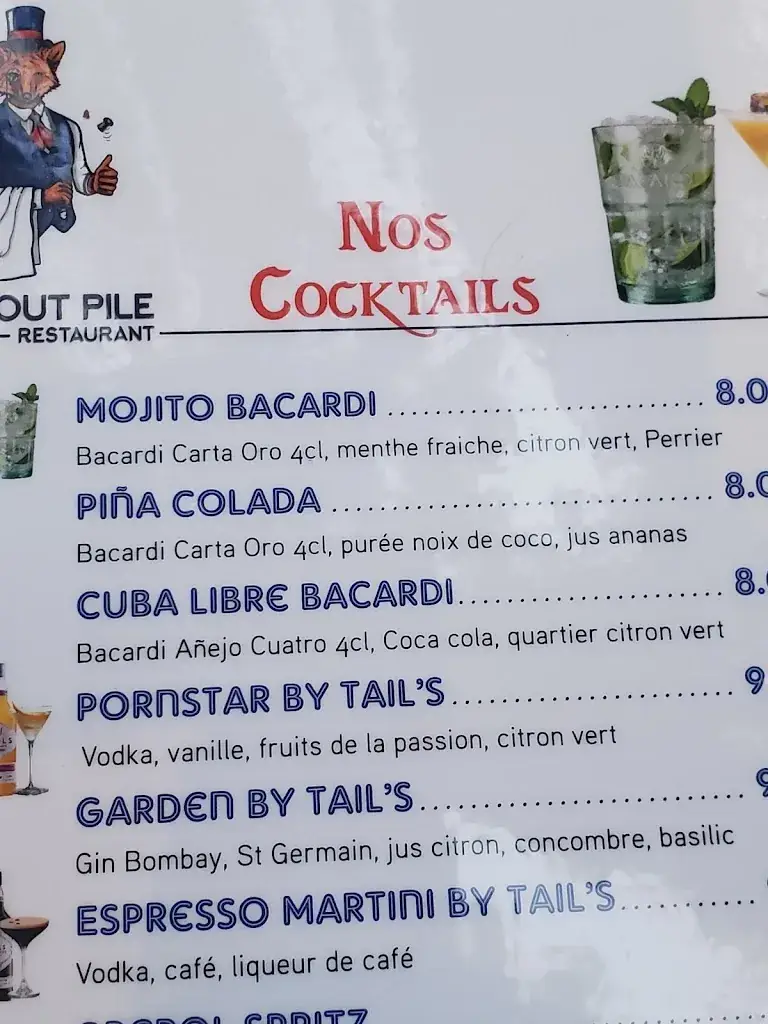 OUT PILE
RESTAURANT
Nos
Cocktails
MOJITO BACARDI ........................... 8.0
Bacardi Carta Oro 4cl, menthe fraiche, citron vert, Perrier
PIÑA COLADA ................................ 8.0
Bacardi Carta Oro 4cl, purée noix de coco, jus ananas
CUBA LIBRE BACARDI....................... 8.
Bacardi Añejo Cuatro 4cl, Coca cola, quartier citron vert
PORNSTAR BY TAIL'S........................ 9
Vodka, vanille, fruits de la passion, citron vert
GARDEN BY TAIL'S........................... 9
Gin Bombay, St Germain, jus citron, concombre, basilic
ESPRESSO MARTINI BY TAIL'S...........
Vodka, café, liqueur de café
SPRITZ